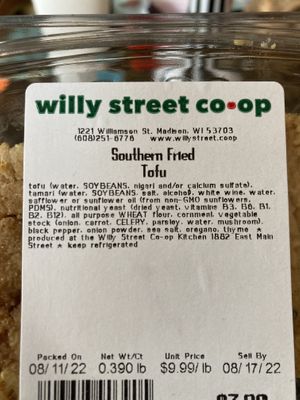 willy street co•op
1221 Williamson St. Madison, WI 53703
(608)251-6776 www.willystreet.coop
Southern Fried
Tofu
tofu (water, SOYBEANS, nigari and/or calcium sulfate),
tamari (water, SOYBEANS, salt, alcohol), white wine, water,
safflower or sunflower oil (from non-GMO sunflowers,
PDMS), nutritional yeast (dried yeast, vitamins B3, B6, B1,
B2, B12), all purpose WHEAT flour, cornmeal, vegetable
stock (onion, carrot, CELERY, parsley, water, mushroom),
black pepper, onion powder, sea salt, oregano, thyme *
produced at the Willy Street Co-op Kitchen 1882 East Main
Street * keep refrigerated
Packed On Net Wt/Ct Unit Price Sell By
08/11/22 0.390 lb $9.99/lb 08/17/22